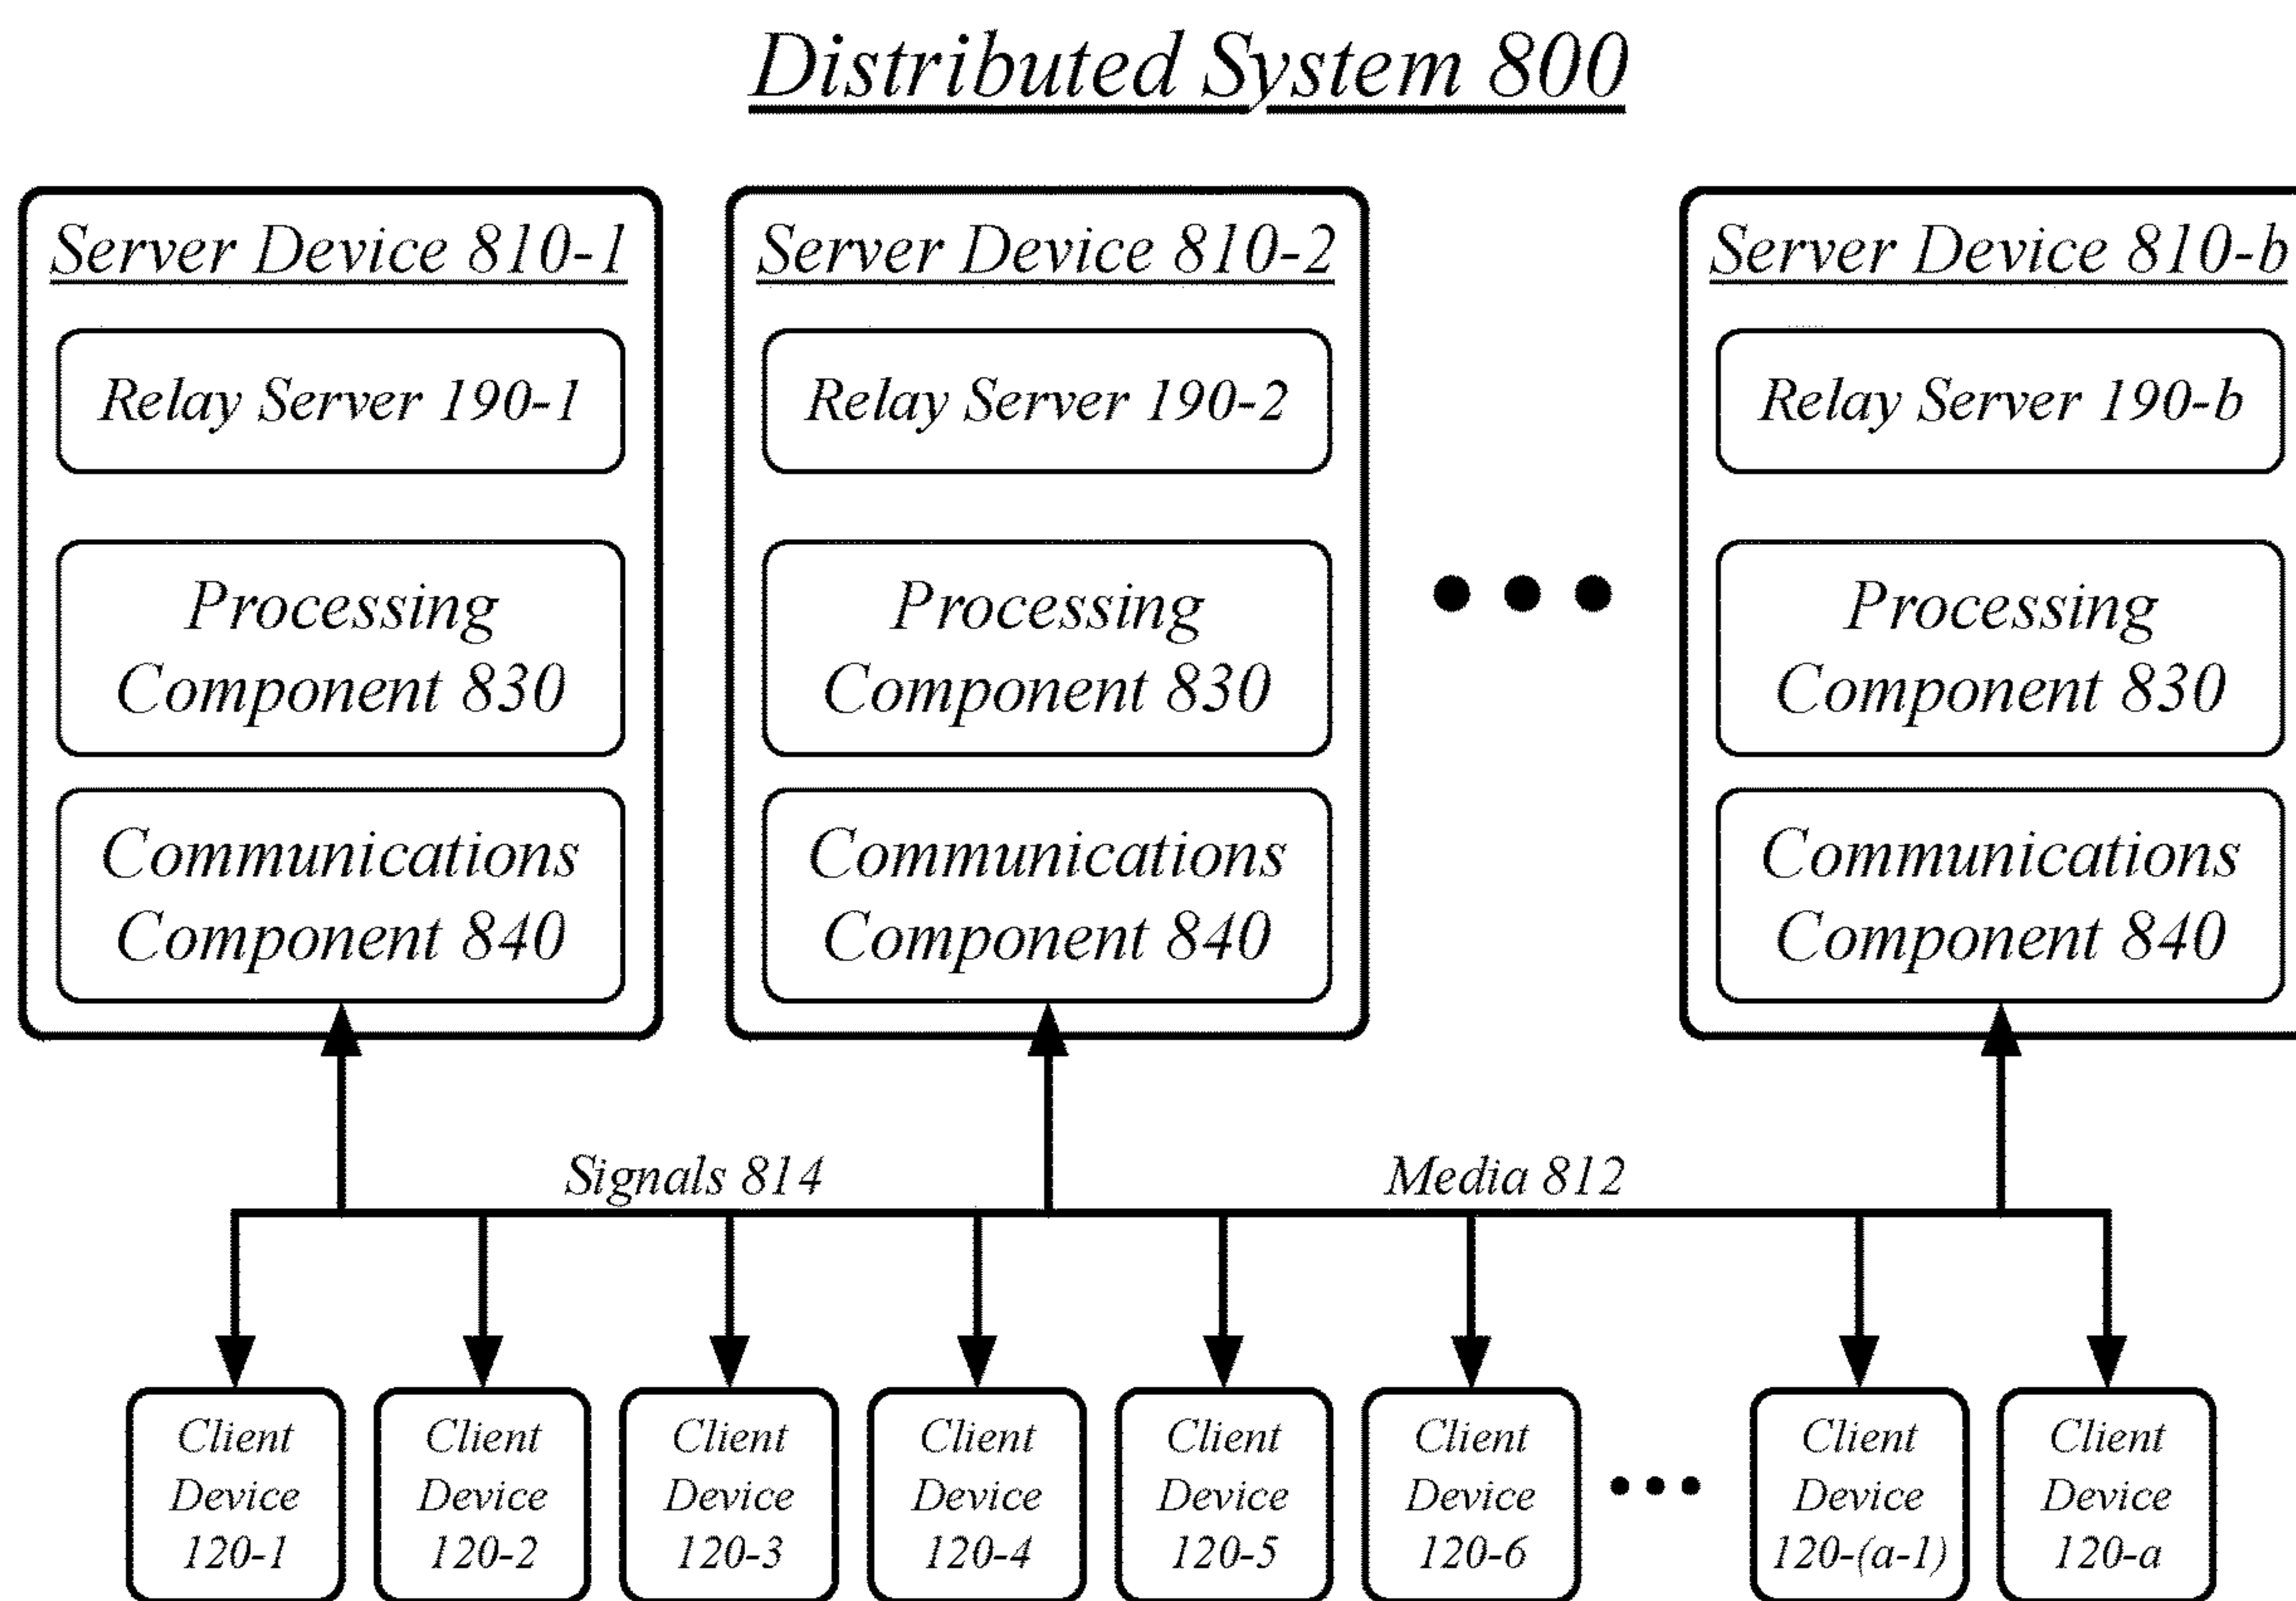 Distributed System 800
Server Device 810-1
Relay Server 190-1
Processing
Component 830
Communications
Component 840
Server Device 810-2
Relay Server 190-2
Processing
Component 830
Communications
Component 840
Server Device 810-b
Relay Server 190-b
Processing
Component 830
Communications
Component 840
Signals 814
Media 812
Client
Device
120-1
Client
Device
120-2
Client
Device
120-3
Client
Device
120-4
Client
Device
120-5
Client
Device
120-6
Client
Device
120-(a-1)
Client
Device
120-a